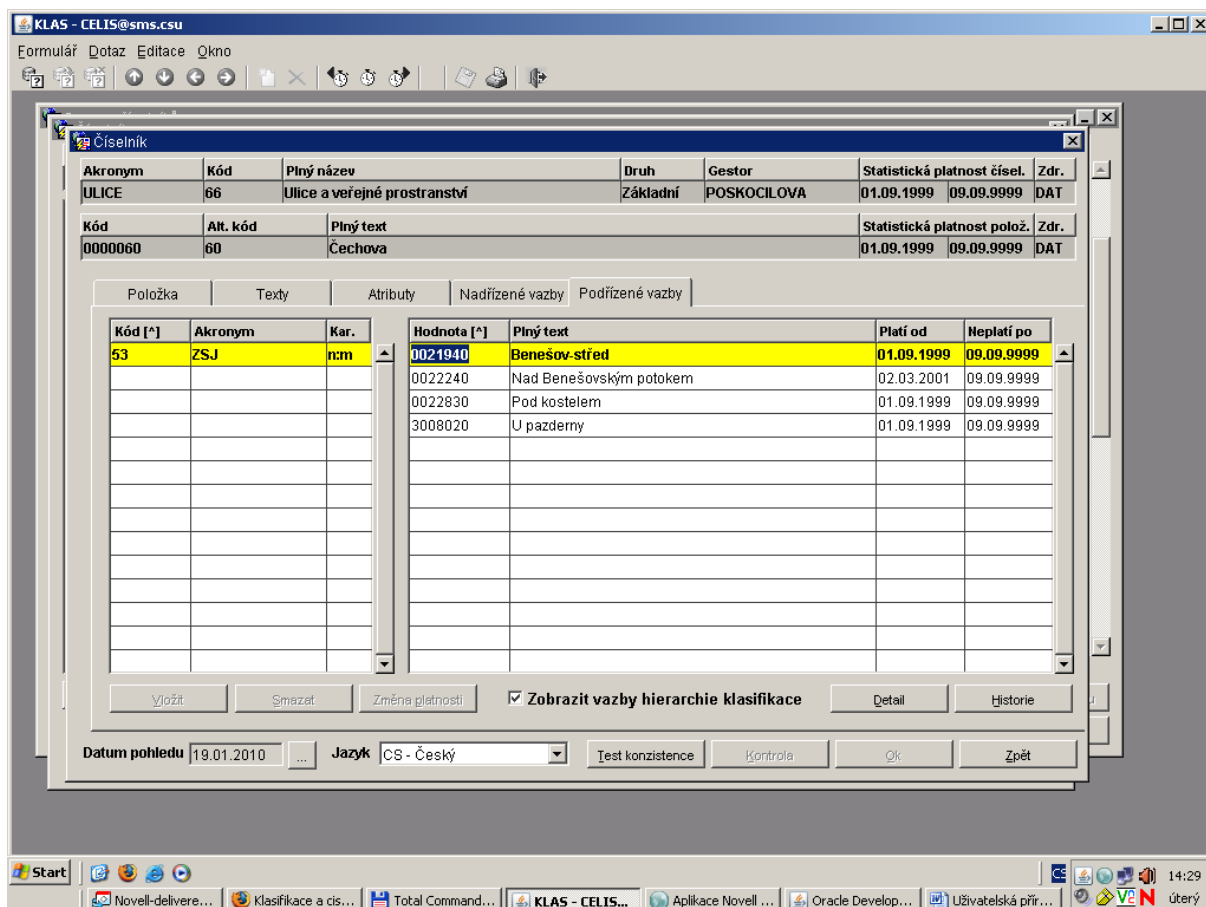 KLAS - CELIS@sms.csu
Formulář Dotaz Editace Okno
Číselník
Akronym Kód Plný název Druh Gestor Statistická platnost čísel. Zdr.
ULICE 66 Ulice a veřejné prostranství Základní POSKOCILOVA 01.09.1999 09.09.9999 DAT
Kód Alt. kód Plný text Statistická platnost polož. Zdr.
0000060 60 Čechova 01.09.1999 09.09.9999 DAT
Položka Texty Atributy Nadřízené vazby Podřízené vazby
Kód [^] Akronym Kar. Hodnota [^] Plný text Platí od Neplatí po
53 ZSJ n:m 0021940 Benešov-střed 01.09.1999 09.09.9999
0022240 Nad Benešovským potokem 02.03.2001 09.09.9999
0022830 Pod kostelem 01.09.1999 09.09.9999
3008020 U pazderny 01.09.1999 09.09.9999
Vložit Smazat Změna platnosti Zobrazit vazby hierarchie klasifikace Detail Historie
Datum pohledu 19.01.2010 ... Jazyk CS - Český Test konzistence Kontrola Ok Zpět
Start CS 14:29
Novell-delivere... Klasifikace a cis... Total Command... KLAS - CELIS... Aplikace Novell ... Oracle Develop... Uživatelská přír... úterý